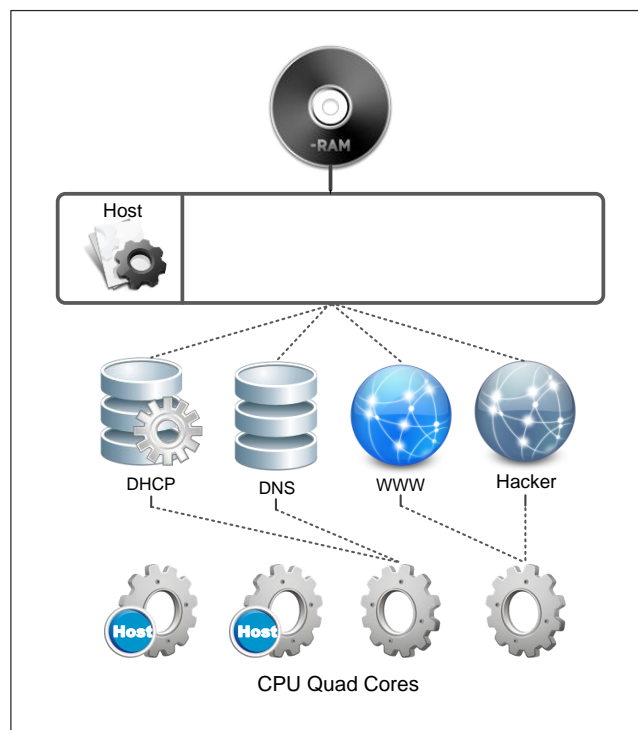 -RAM
Host
DHCP
DNS
WWW
Hacker
Host
Host
CPU Quad Cores